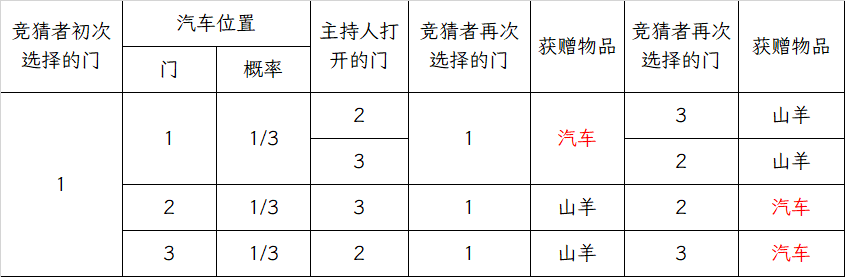 竞猜者初次
选择的门
汽车位置
主持人打
开的门
竞猜者再次
选择的门
获赠物品
竞猜者再次
选择的门
获赠物品
门
概率
1
1
1/3
2
1
汽车
3
山羊
3
2
山羊
2
1/3
3
1
山羊
2
汽车
3
1/3
2
1
山羊
3
汽车